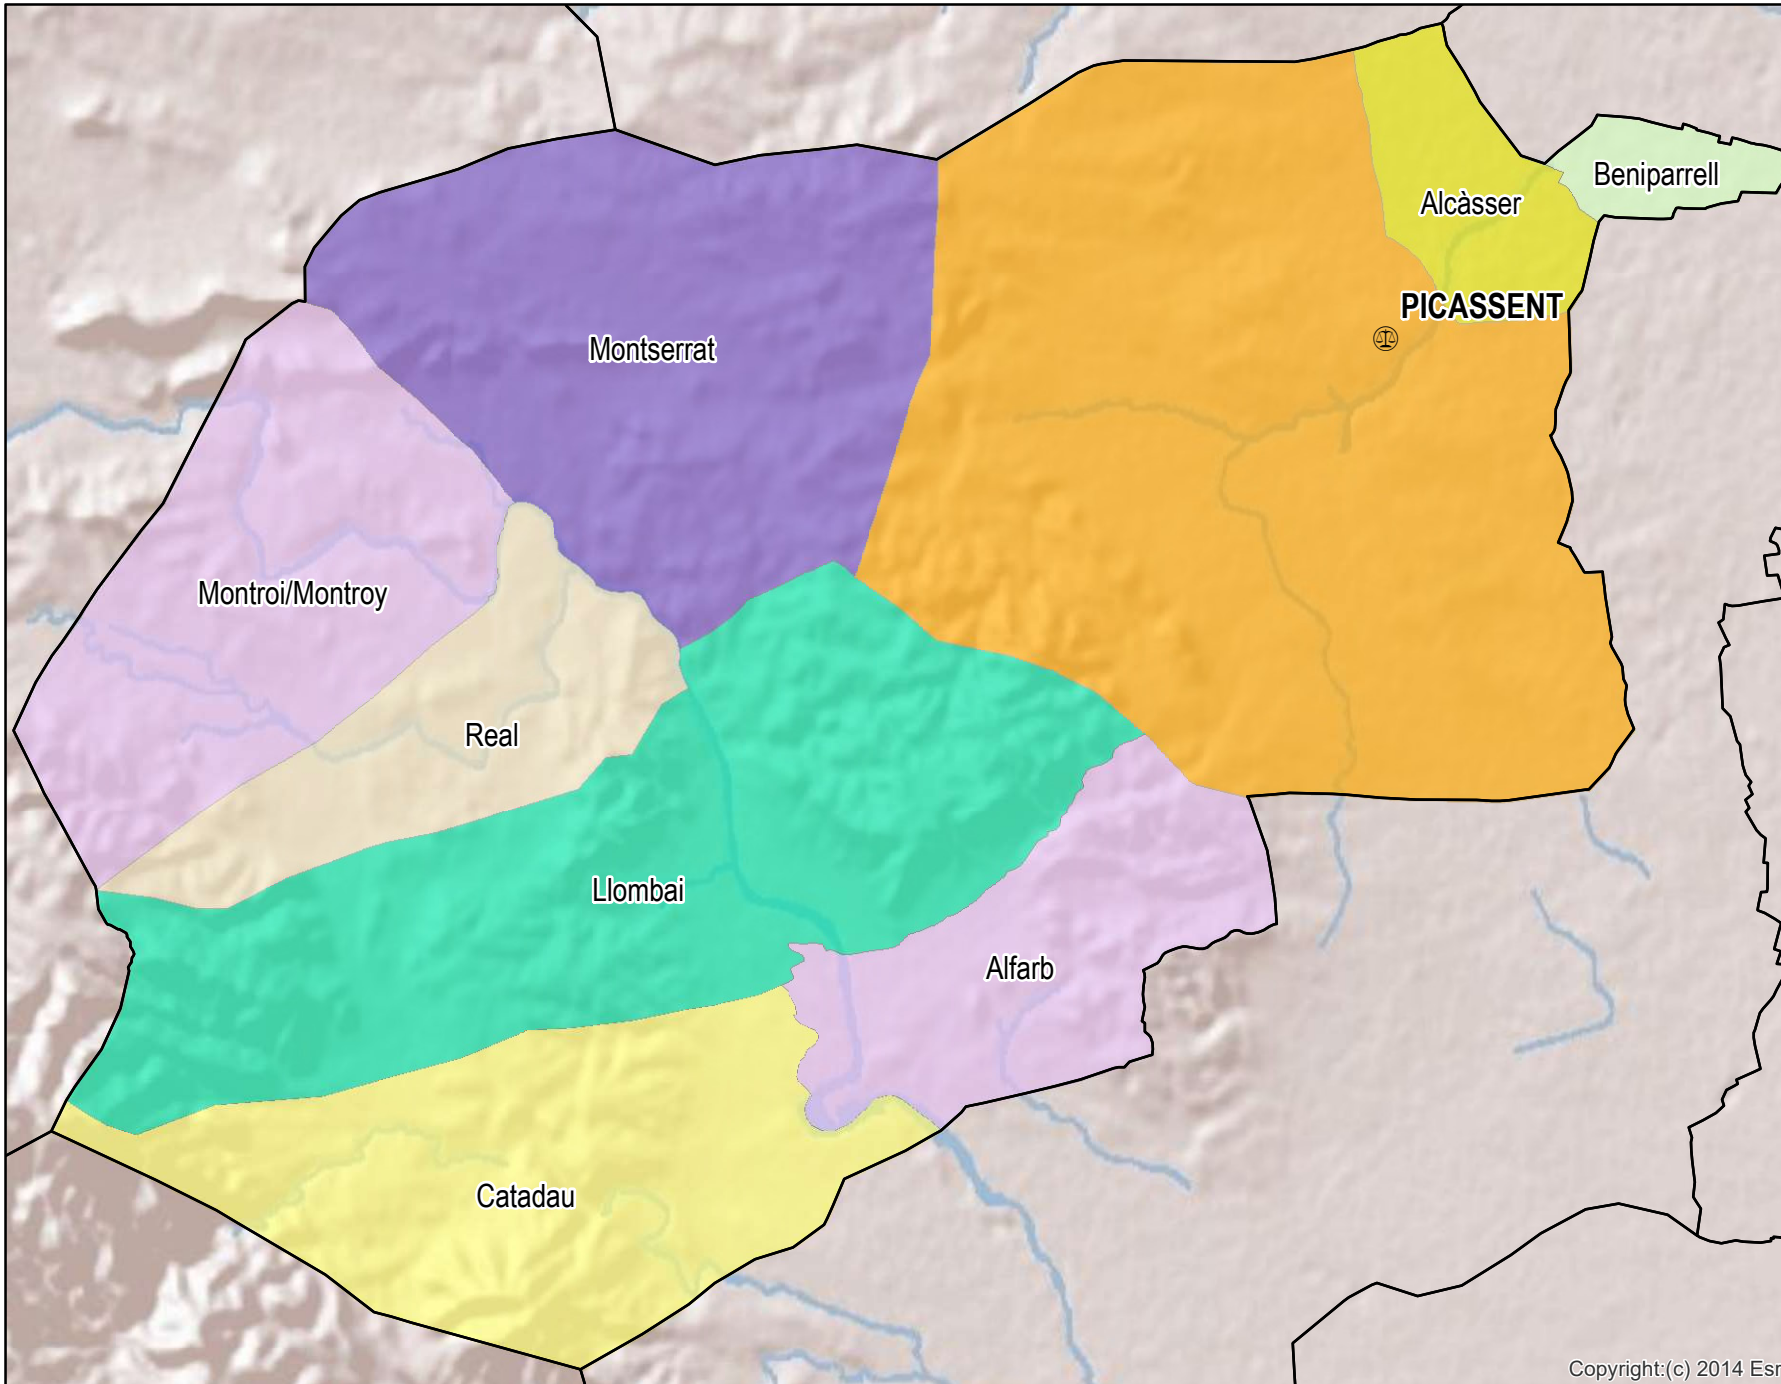 Beniparrell
Alcàsser
PICASSENT
Montserrat
Montroi/Montroy
Real
Llombai
Alfarb
Catadau
Copyright:(c) 2014 Esr